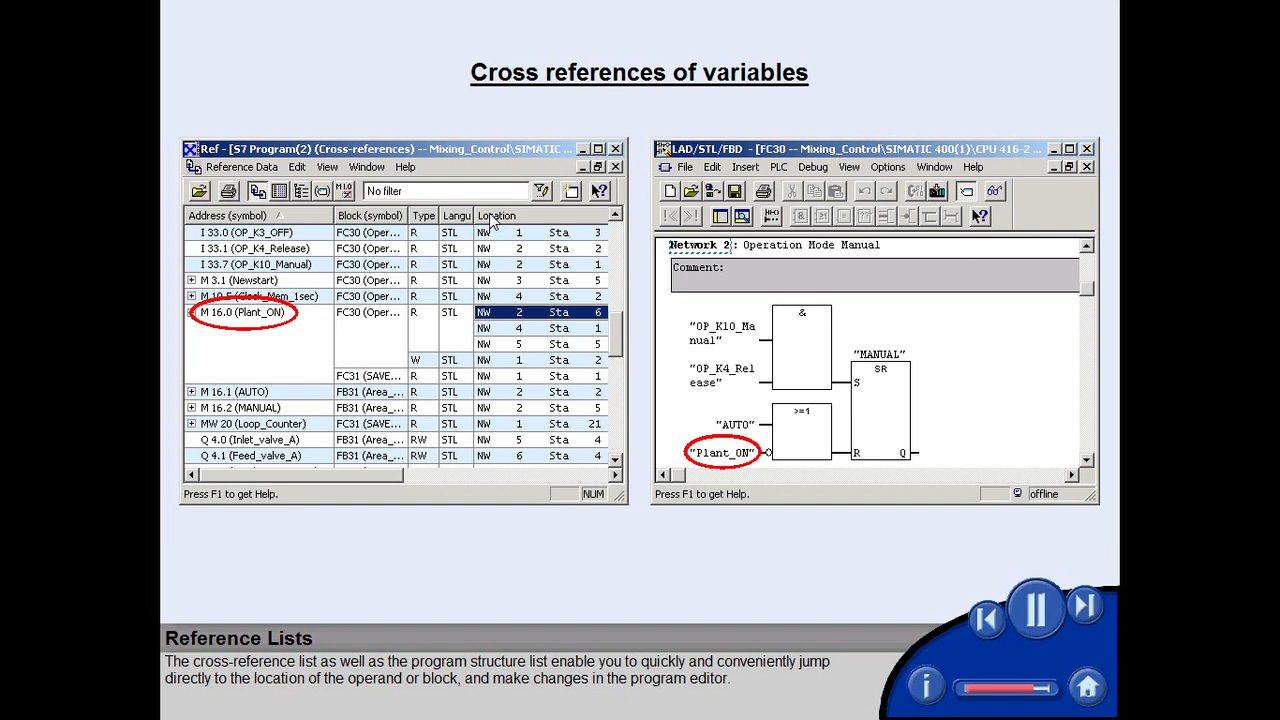 Cross references of variables
Ref - [S7 Program(2) (Cross-references) -- Mixing_Control\SIMATIC ...
Reference Data Edit View Window Help
No filter
Address (symbol) Block (symbol) Type Langu Location
I 33.0 (OP_K3_OFF) FC30 (Oper... R STL NW 1 Sta 3
I 33.1 (OP_K4_Release) FC30 (Oper... R STL NW 2 Sta 2
I 33.7 (OP_K10_Manual) FC30 (Oper... R STL NW 2 Sta 1
M 3.1 (Newstart) FC30 (Oper... R STL NW 3 Sta 5
M 10.5 (Clock_Mem_1sec) FC30 (Oper... R STL NW 4 Sta 2
M 16.0 (Plant_ON) FC30 (Oper... R STL NW 2 Sta 6
NW 4 Sta 1
NW 5 Sta 5
W STL NW 1 Sta 2
FC31 (SAVE... R STL NW 1 Sta 1
M 16.1 (AUTO) FB31 (Area_... R STL NW 2 Sta 2
M 16.2 (MANUAL) FB31 (Area_... R STL NW 2 Sta 5
MW 20 (Loop_Counter) FC31 (SAVE... R STL NW 1 Sta 21
Q 4.0 (Inlet_valve_A) FB31 (Area_... RW STL NW 5 Sta 4
Q 4.1 (Feed_valve_A) FB31 (Area_... RW STL NW 6 Sta 4
Press F1 to get Help. NUM
LAD/STL/FBD - [FC30 -- Mixing_Control\SIMATIC 400(1)\CPU 416-2 ...
File Edit Insert PLC Debug View Options Window Help
Network 2: Operation Mode Manual
Comment:
&
"OP_K10_Ma
nual"
"MANUAL"
"OP_K4_Rel
ease"
SR
S
>=1
"AUTO"
"Plant_ON"
R Q
Press F1 to get Help. offline
Reference Lists
The cross-reference list as well as the program structure list enable you to quickly and conveniently jump
directly to the location of the operand or block, and make changes in the program editor.